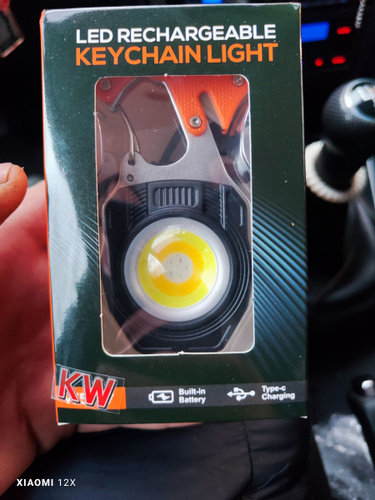 LED RECHARGEABLE
KEYCHAIN LIGHT
KW
Built-in
Battery
Type-c
Charging
XIAOMI 12X